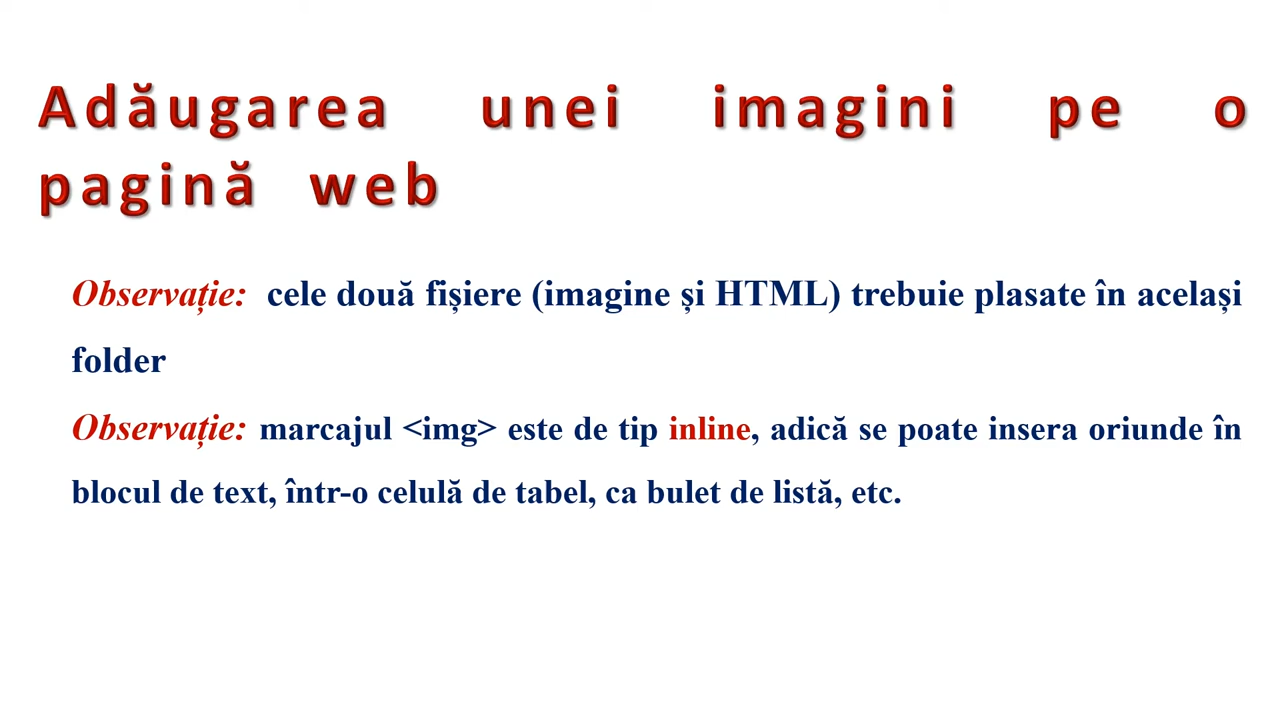 Adăugarea unei imagini pe o
pagină web
Observație: cele două fișiere (imagine și HTML) trebuie plasate în același
folder
Observație: marcajul <img> este de tip inline, adică se poate insera oriunde în
blocul de text, într-o celulă de tabel, ca bulet de listă, etc.